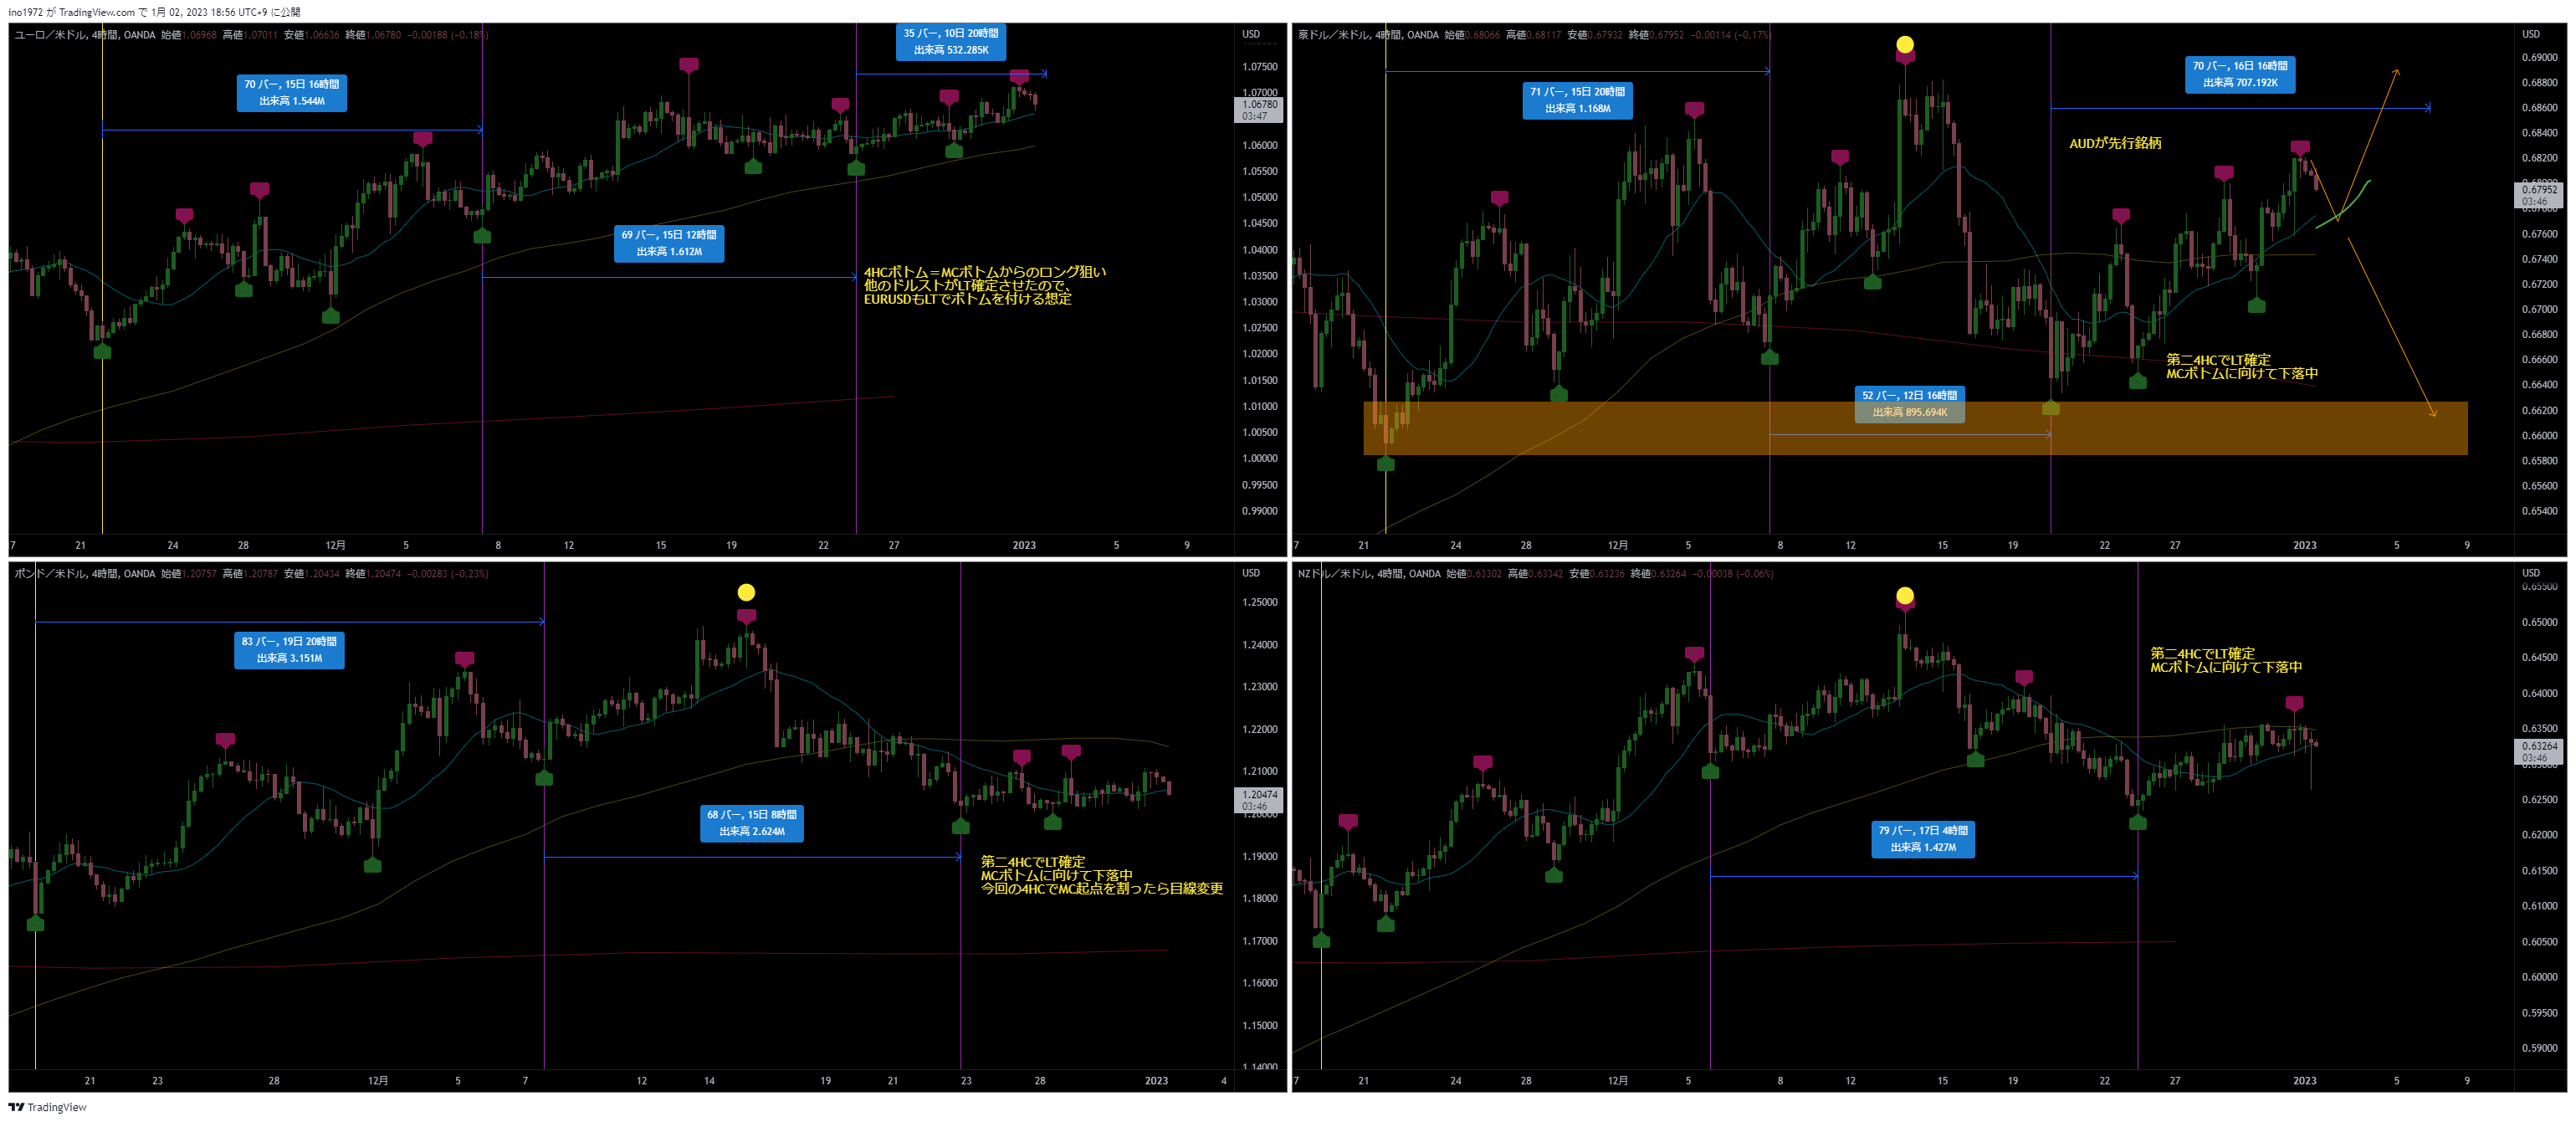 ino1972 が TradingView.com で 1月 02, 2023 18:56 UTC+9 に公開
ユーロ／米ドル, 4時間, OANDA 始値1.06968 高値1.07011 安値1.06636 終値1.06780 −0.00188 (−0.18%)
USD
35 バー, 10日 20時間
出来高 532.285K
70 バー, 15日 16時間
出来高 1.544M
69 バー, 15日 12時間
出来高 1.612M
4HCボトム＝MCボトムからのロング狙い
他のドルストがLT確定させたので、
EURUSDもLTでボトムを付ける想定
1.07500
1.07000
1.06780
03:47
1.06000
1.05500
1.05000
1.04500
1.04000
1.03500
1.03000
1.02500
1.02000
1.01500
1.01000
1.00500
1.00000
0.99500
0.99000
7 21 24 28 12月 5 8 12 15 19 22 27 2023 5 9
豪ドル／米ドル, 4時間, OANDA 始値0.68066 高値0.68117 安値0.67932 終値0.67952 −0.00114 (−0.17%)
USD
71 バー, 15日 20時間
出来高 1.168M
70 バー, 16日 16時間
出来高 707.192K
AUDが先行銘柄
第二4HCでLT確定
MCボトムに向けて下落中
52 バー, 12日 16時間
出来高 895.694K
0.69000
0.68800
0.68600
0.68400
0.68200
0.67952
03:46
0.67600
0.67400
0.67200
0.67000
0.66800
0.66600
0.66400
0.66200
0.66000
0.65800
0.65600
0.65400
7 21 24 28 12月 5 8 12 15 19 22 27 2023 5 9
ポンド／米ドル, 4時間, OANDA 始値1.20757 高値1.20787 安値1.20434 終値1.20474 −0.00283 (−0.23%)
USD
83 バー, 19日 20時間
出来高 3.151M
68 バー, 15日 8時間
出来高 2.624M
第二4HCでLT確定
MCボトムに向けて下落中
今回の4HCでMC起点を割ったら目線変更
1.25000
1.24000
1.23000
1.22000
1.21000
1.20474
03:46
1.20000
1.19000
1.18000
1.17000
1.16000
1.15000
1.14000
21 23 28 12月 5 7 12 14 19 21 23 28 2023 4
NZドル／米ドル, 4時間, OANDA 始値0.63302 高値0.63342 安値0.63236 終値0.63264 −0.00038 (−0.06%)
USD
第二4HCでLT確定
MCボトムに向けて下落中
79 バー, 17日 4時間
出来高 1.427M
0.65500
0.65000
0.64500
0.64000
0.63500
0.63264
03:46
0.63000
0.62500
0.62000
0.61500
0.61000
0.60500
0.60000
0.59500
0.59000
7 21 24 28 12月 5 8 12 15 19 22 27 2023 5 9
TradingView